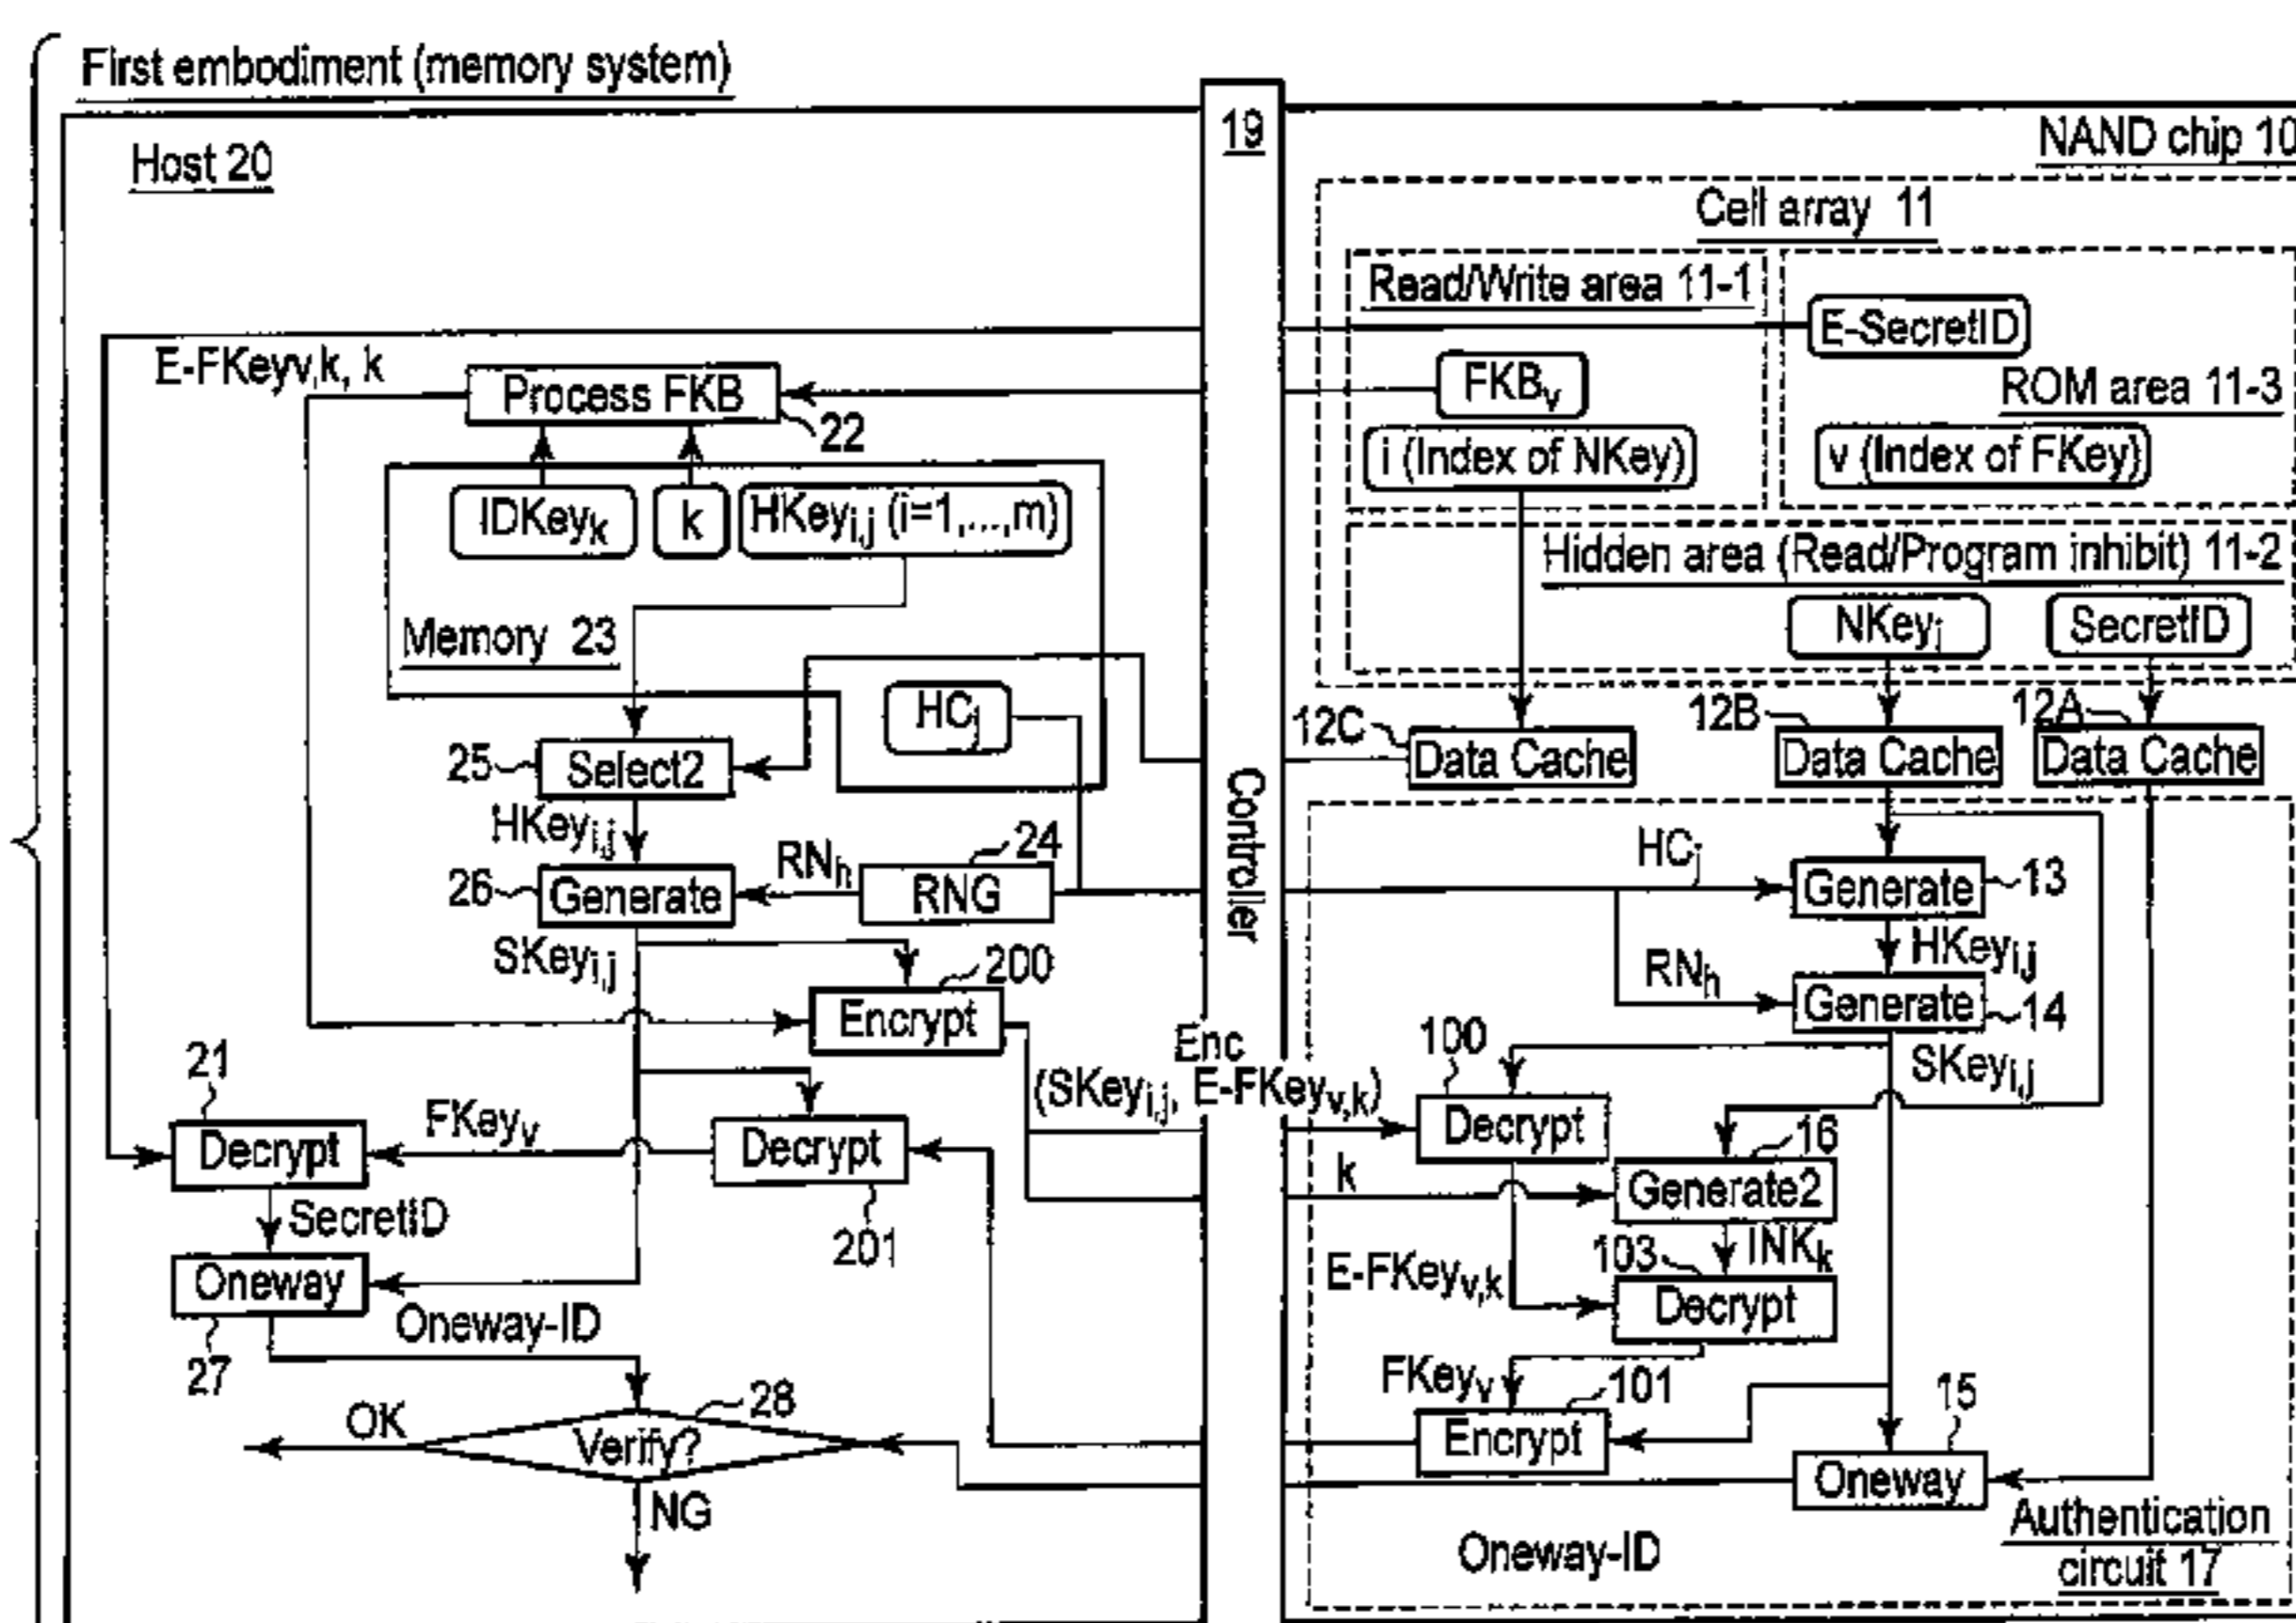 First embodiment (memory system)
Host 20
19
Controller
NAND chip 10
Cell array 11
Read/Write area 11-1
E-SecretID
FKBv
ROM area 11-3
i (Index of NKey)
v (Index of FKey)
Hidden area (Read/Program inhibit) 11-2
NKeyi
SecretID
E-FKeyv,k, k
Process FKB
22
IDKeyk
k
HKeyi,j (i=1,...,m)
Memory 23
HCj
12C
Data Cache
12B
Data Cache
12A
Data Cache
25
Select2
HKeyi,j
RNh
24
26
Generate
RNG
SKeyi,j
200
Encrypt
HCj
Generate
13
HKeyi,j
RNh
Generate
14
SKeyi,j
Enc
(SKeyi,j, E-FKeyv,k)
100
Decrypt
21
Decrypt
FKeyv
Decrypt
201
k
16
Generate2
SecretID
INKk
103
E-FKeyv,k
Decrypt
Oneway
27
Oneway-ID
FKeyv
101
Encrypt
15
Oneway
28
OK
Verify?
NG
Oneway-ID
Authentication
circuit 17